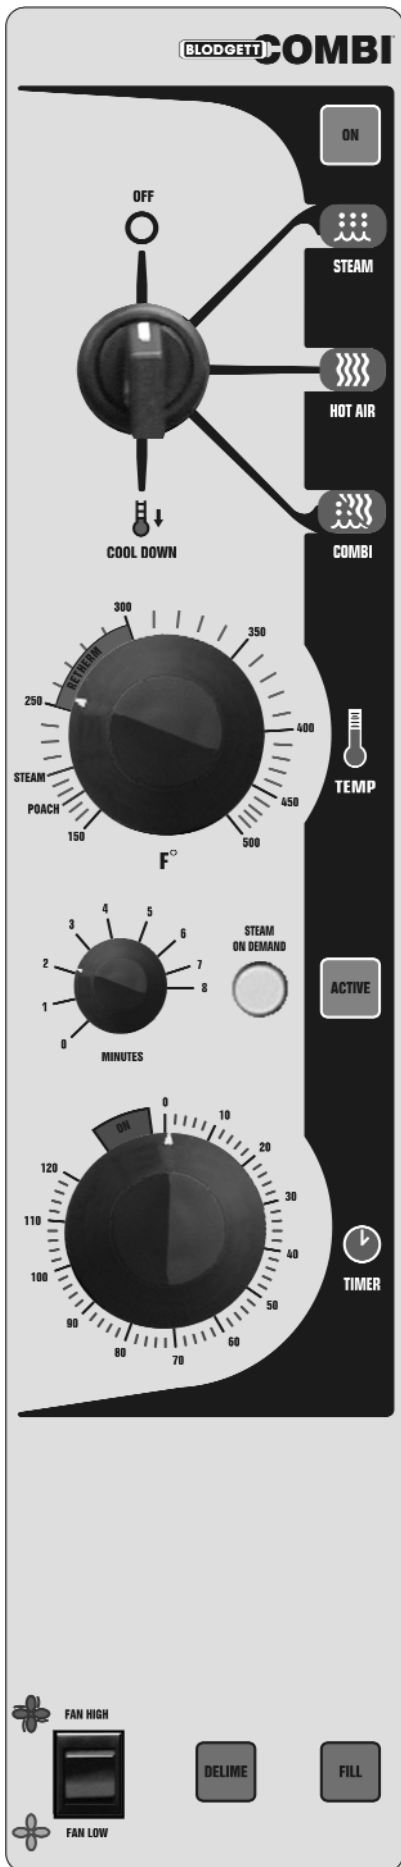 BLODGETT COMBI
ON
OFF
STEAM
HOT AIR
COOL DOWN
COMBI
300
350
RETHERM
250
400
STEAM
TEMP
450
POACH
150
500
F°
4
5
STEAM
ON DEMAND
3
6
2
7
8
ACTIVE
1
0
MINUTES
0
ON
10
20
120
30
110
40
100
TIMER
50
90
60
80
70
FAN HIGH
DELIME
FILL
FAN LOW